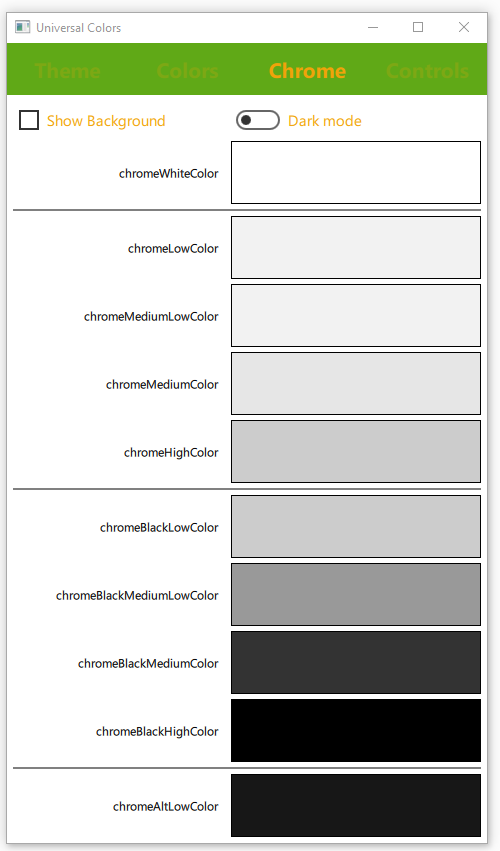 Universal Colors
Theme Colors Chrome Controls
Show Background Dark mode
chromeWhiteColor
chromeLowColor
chromeMediumLowColor
chromeMediumColor
chromeHighColor
chromeBlackLowColor
chromeBlackMediumLowColor
chromeBlackMediumColor
chromeBlackHighColor
chromeAltLowColor